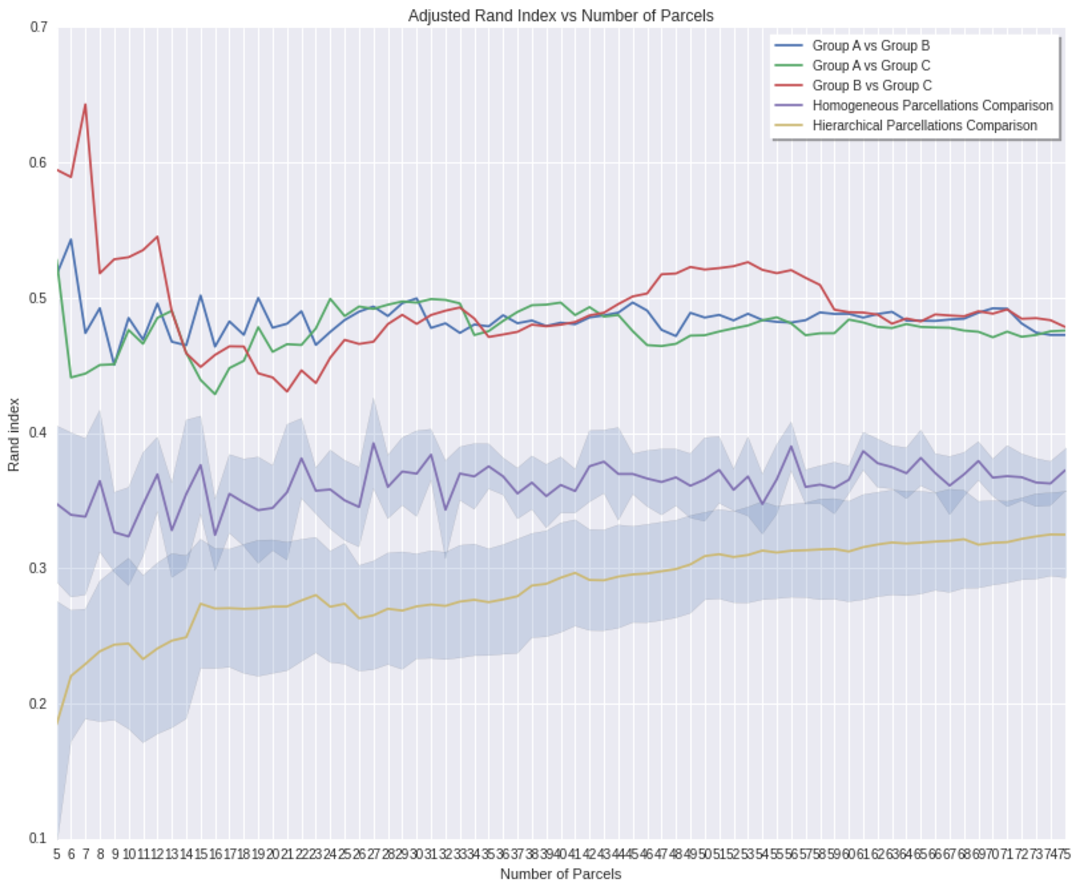 Adjusted Rand Index vs Number of Parcels
0.7
0.6
0.5
0.4
0.3
0.2
0.1
Rand index
Group A vs Group B
Group A vs Group C
Group B vs Group C
Homogeneous Parcellations Comparison
Hierarchical Parcellations Comparison
5 6 7 8 9 10 11 12 13 14 15 16 17 18 19 20 21 22 23 24 25 26 27 28 29 30 31 32 33 34 35 36 37 38 39 40 41 42 43 44 45 46 47 48 49 50 51 52 53 54 55 56 57 58 59 60 61 62 63 64 65 66 67 68 69 70 71 72 73 74 75
Number of Parcels